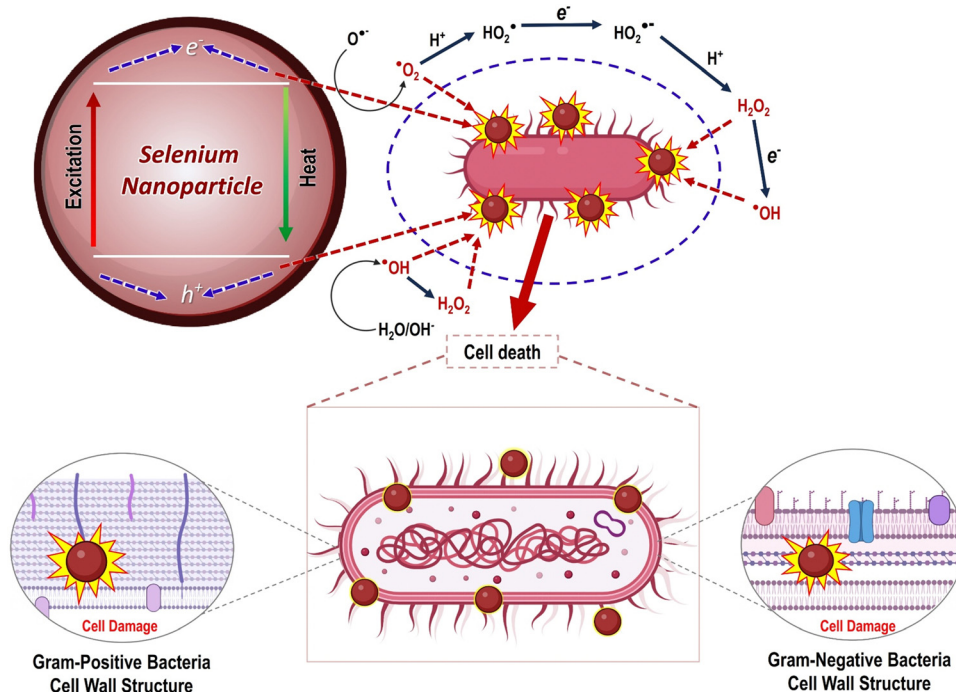 e⁻
Excitation
Selenium
Nanoparticle
Heat
h⁺
O•⁻
•O₂
H⁺
HO₂•
e⁻
HO₂•⁻
H⁺
H₂O₂
e⁻
•OH
•OH
H₂O₂
H₂O/OH⁻
Cell death
Cell Damage
Gram-Positive Bacteria
Cell Wall Structure
Cell Damage
Gram-Negative Bacteria
Cell Wall Structure